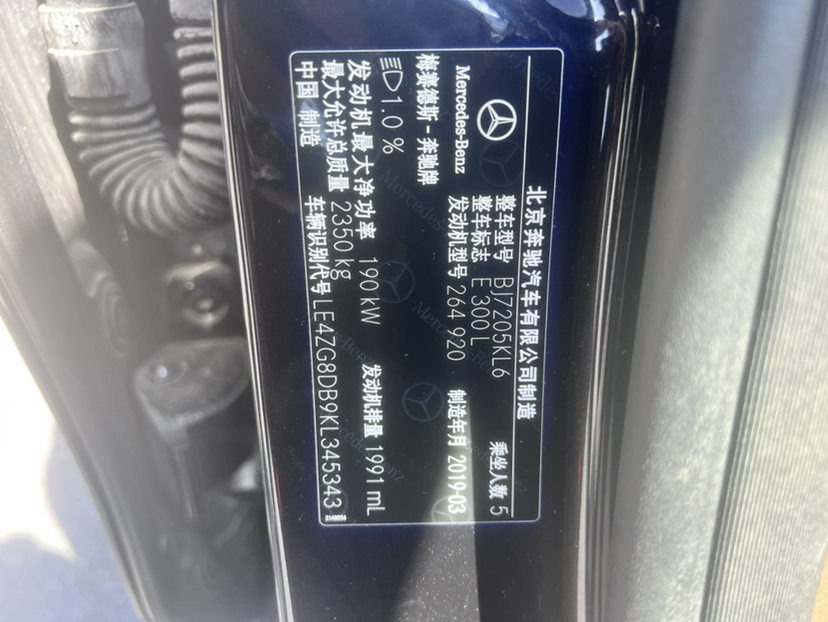 北京奔驰汽车有限公司制造
Mercedes-Benz
梅赛德斯-奔驰牌
整车型号 BJ7205KL6
乘坐人数 5
整车标志 E 300 L
发动机型号 264 920
制造年月 2019-03
1.0 %
发动机最大净功率 190 kW
发动机排量 1991 mL
最大允许总质量 2350 kg
中国 制造
车辆识别代号 LE4ZG8DB9KL345343